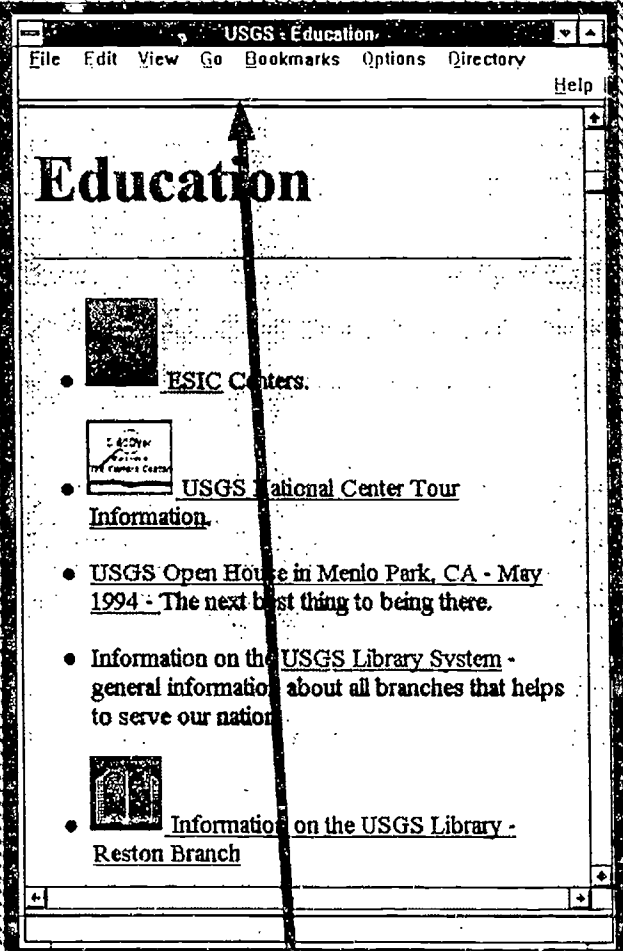 USGS - Education
File Edit View Go Bookmarks Options Directory
Help
Education
ESIC Centers.
USGS National Center Tour
Information.
USGS Open House in Menlo Park, CA - May
1994 - The next best thing to being there.
Information on the USGS Library System -
general information about all branches that helps
to serve our nation
Information on the USGS Library -
Reston Branch